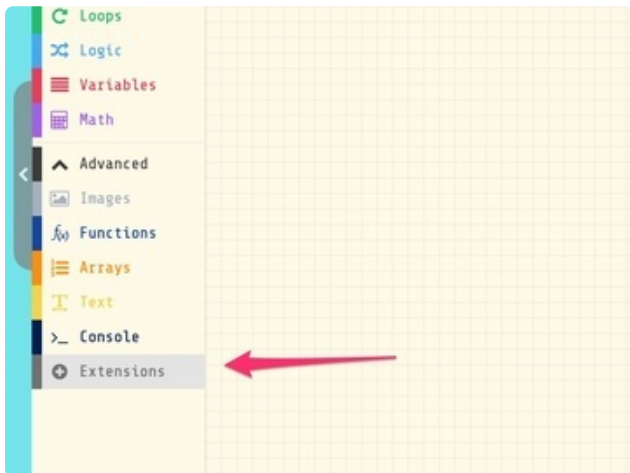 Loops
Logic
Variables
Math
Advanced
Images
Functions
Arrays
Text
Console
Extensions